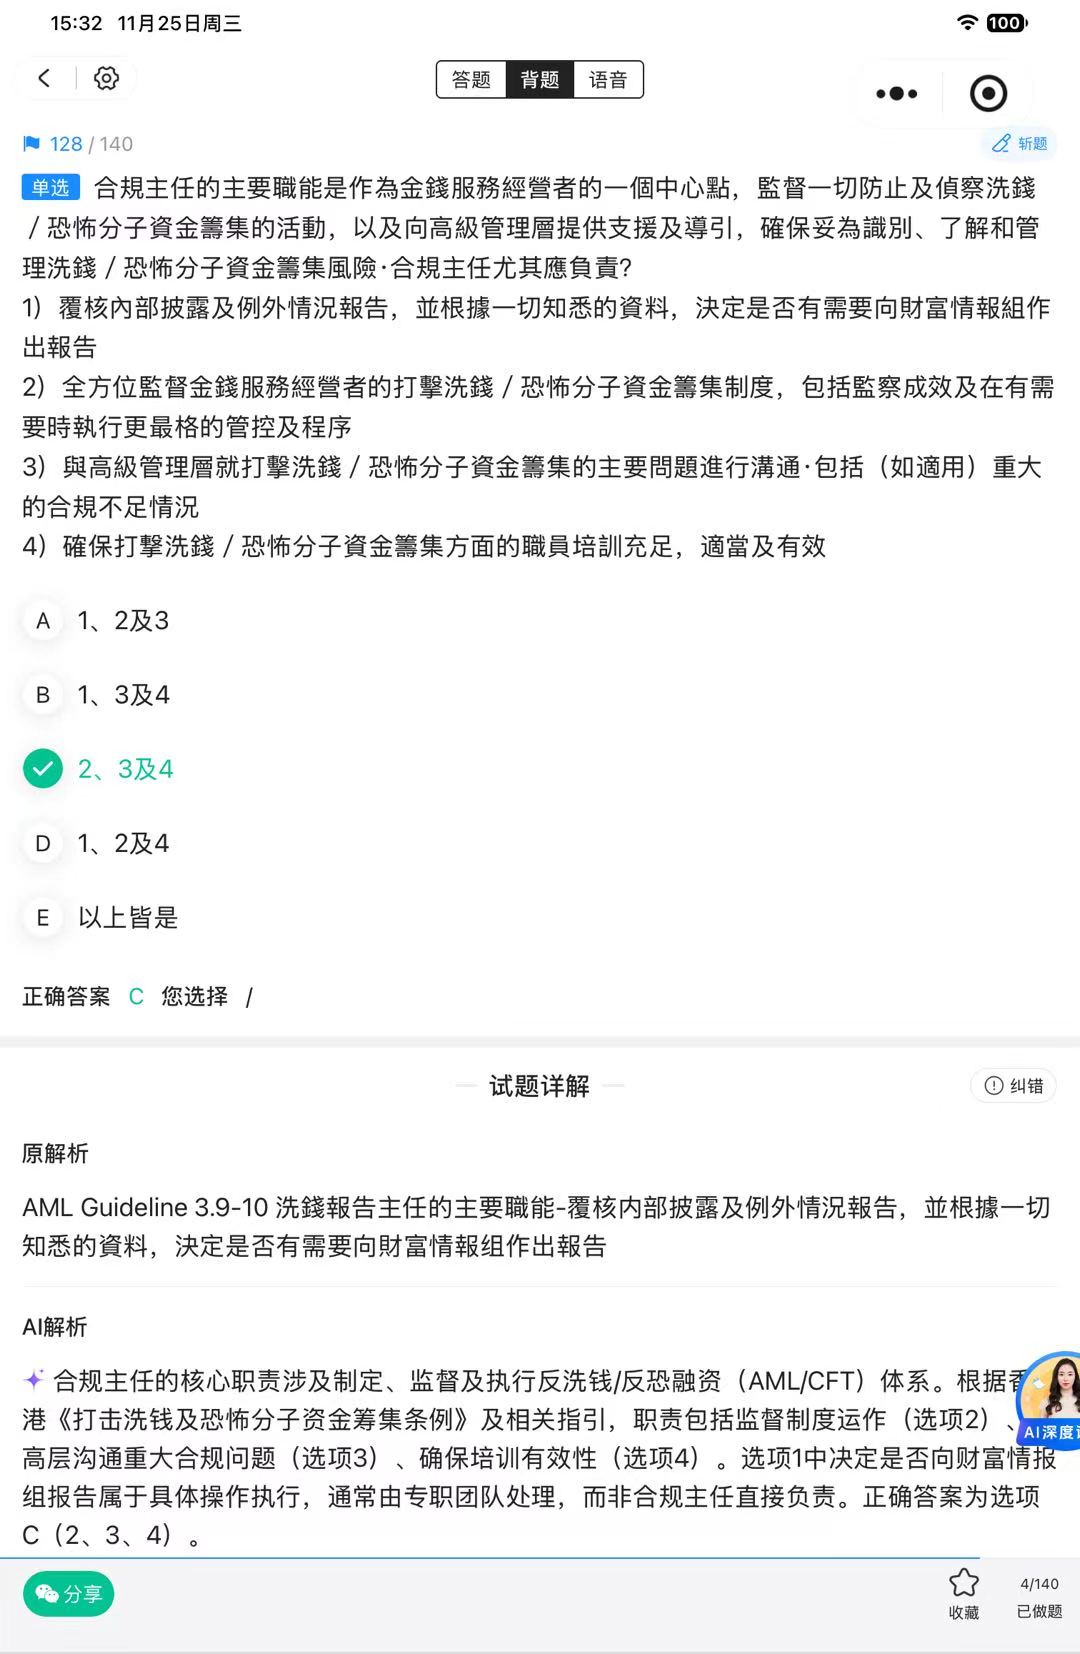 15:32 11月25日周三
100
答题 背题 语音
128 / 140
斩题
单选 合規主任的主要職能是作為金錢服務經營者的一個中心點，監督一切防止及偵察洗錢
／恐怖分子資金籌集的活動，以及向高級管理層提供支援及導引，確保妥為識別、了解和管
理洗錢／恐怖分子資金籌集風險·合規主任尤其應負責?
1）覆核內部披露及例外情況報告，並根據一切知悉的資料，決定是否有需要向財富情報組作
出報告
2）全方位監督金錢服務經營者的打擊洗錢／恐怖分子資金籌集制度，包括監察成效及在有需
要時執行更最格的管控及程序
3）與高級管理層就打擊洗錢／恐怖分子資金籌集的主要問題進行溝通·包括（如適用）重大
的合規不足情況
4）確保打擊洗錢／恐怖分子資金籌集方面的職員培訓充足，適當及有效
A 1、2及3
B 1、3及4
2、3及4
D 1、2及4
E 以上皆是
正确答案 C 您选择 /
试题详解
纠错
原解析
AML Guideline 3.9-10 洗錢報告主任的主要職能-覆核内部披露及例外情況報告，並根據一切
知悉的資料，決定是否有需要向財富情報组作出報告
AI解析
合规主任的核心职责涉及制定、监督及执行反洗钱/反恐融资（AML/CFT）体系。根据香
港《打击洗钱及恐怖分子资金筹集条例》及相关指引，职责包括监督制度运作（选项2）、
高层沟通重大合规问题（选项3）、确保培训有效性（选项4）。选项1中决定是否向财富情报
组报告属于具体操作执行，通常由专职团队处理，而非合规主任直接负责。正确答案为选项
C（2、3、4）。
AI深度
分享
收藏
4/140
已做题